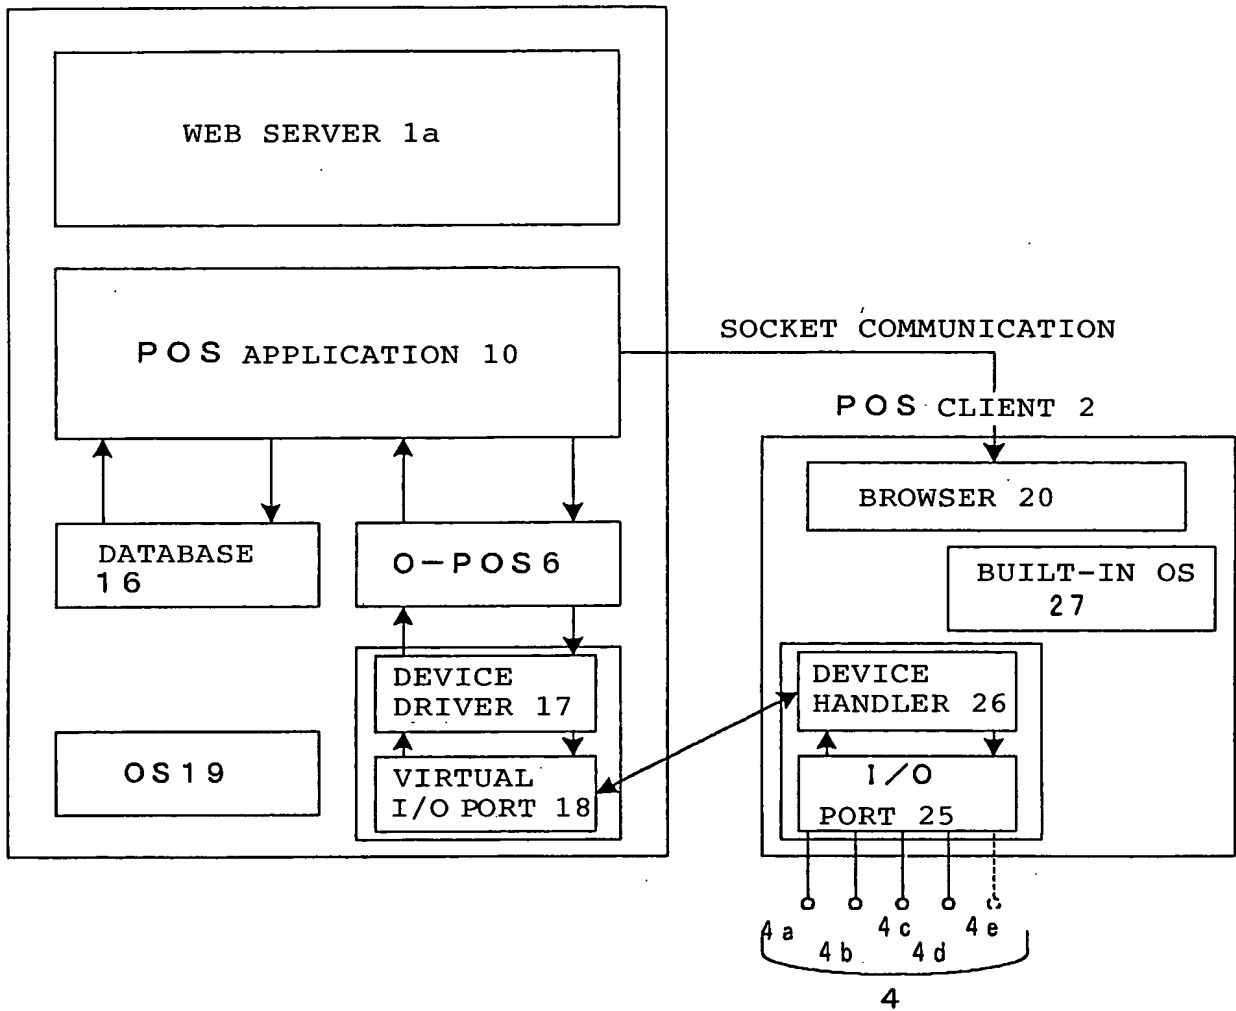 WEB SERVER 1a
POS APPLICATION 10
SOCKET COMMUNICATION
POS CLIENT 2
BROWSER 20
DATABASE
16
O-POS6
BUILT-IN OS
27
DEVICE
DRIVER 17
DEVICE
HANDLER 26
OS19
VIRTUAL
I/O PORT 18
I/O
PORT 25
4a
4b
4c
4d
4e
4